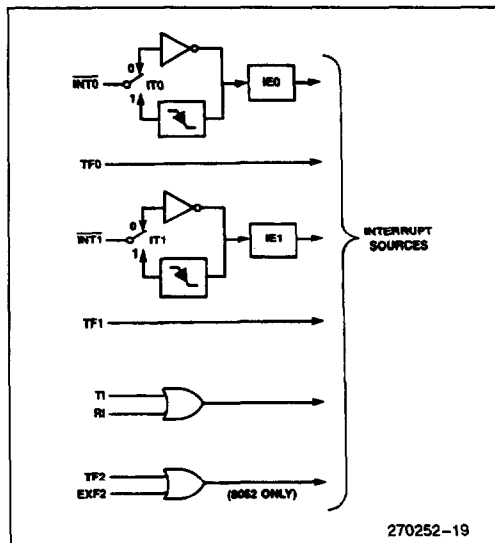 0
INT0
IT0
IE0
1
TF0
0
INT1
IT1
IE1
1
INTERRUPT
SOURCES
TF1
TI
RI
TF2
EXF2
(8052 ONLY)
270252-19